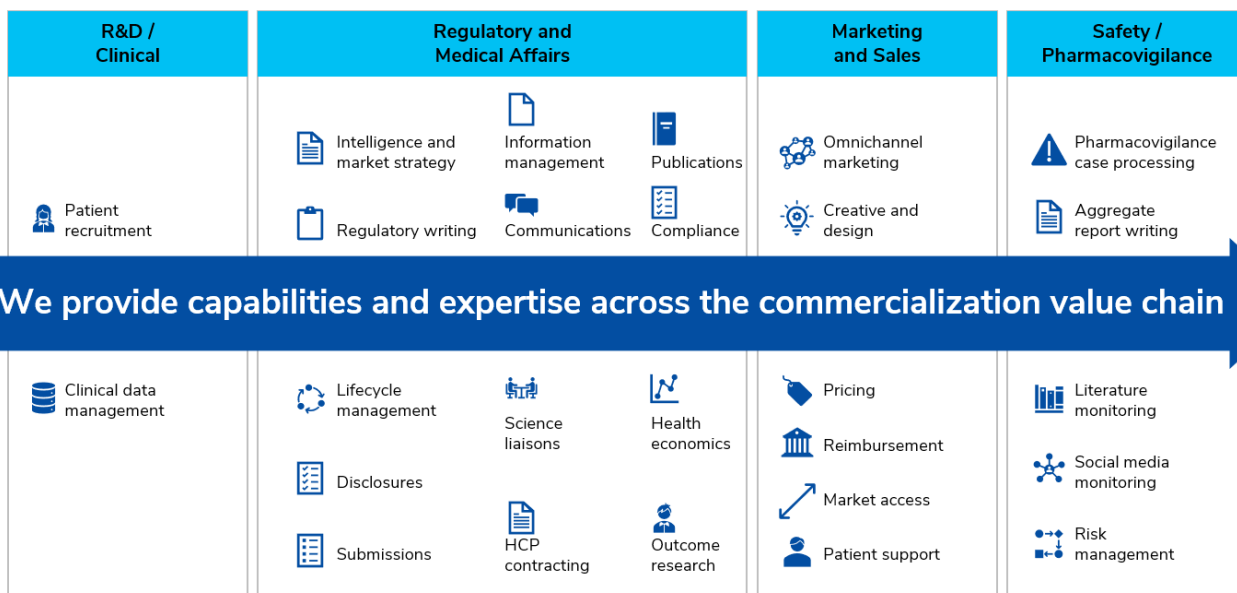 R&D /
Clinical
Regulatory and
Medical Affairs
Marketing
and Sales
Safety /
Pharmacovigilance
Patient
recruitment
Intelligence and
market strategy
Information
management
Publications
Regulatory writing
Communications
Compliance
Omnichannel
marketing
Creative and
design
Pharmacovigilance
case processing
Aggregate
report writing
We provide capabilities and expertise across the commercialization value chain
Clinical data
management
Lifecycle
management
Science
liaisons
Health
economics
Disclosures
Submissions
HCP
contracting
Outcome
research
Pricing
Reimbursement
Market access
Patient support
Literature
monitoring
Social media
monitoring
Risk
management